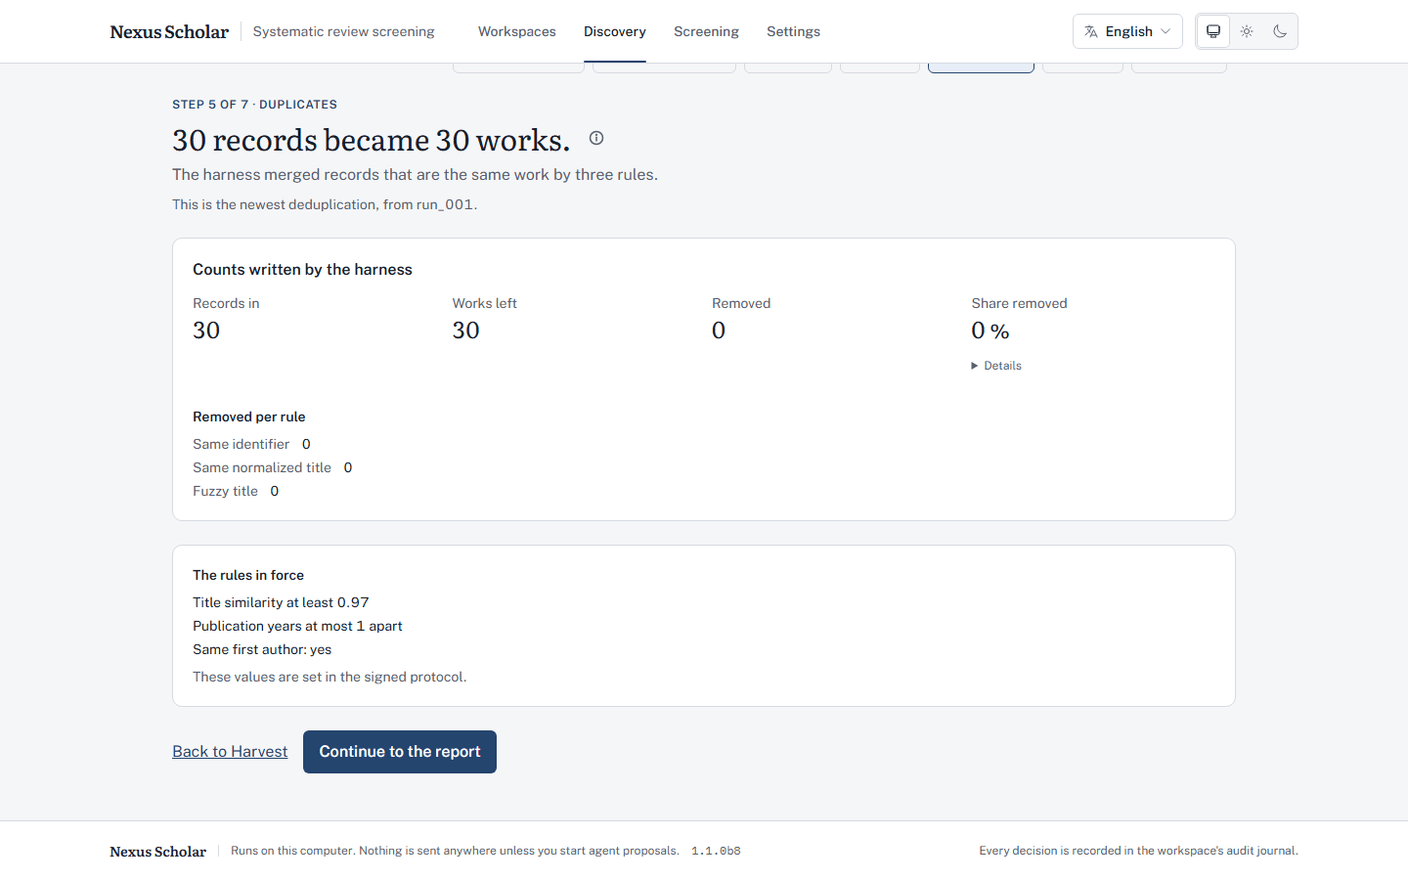 Nexus Scholar
Systematic review screening
Workspaces
Discovery
Screening
Settings
English
STEP 5 OF 7 · DUPLICATES
30 records became 30 works.
The harness merged records that are the same work by three rules.
This is the newest deduplication, from run_001.
Counts written by the harness
Records in
30
Works left
30
Removed
0
Share removed
0 %
Details
Removed per rule
Same identifier 0
Same normalized title 0
Fuzzy title 0
The rules in force
Title similarity at least 0.97
Publication years at most 1 apart
Same first author: yes
These values are set in the signed protocol.
Back to Harvest
Continue to the report
Nexus Scholar
Runs on this computer. Nothing is sent anywhere unless you start agent proposals. 1.1.0b8
Every decision is recorded in the workspace's audit journal.